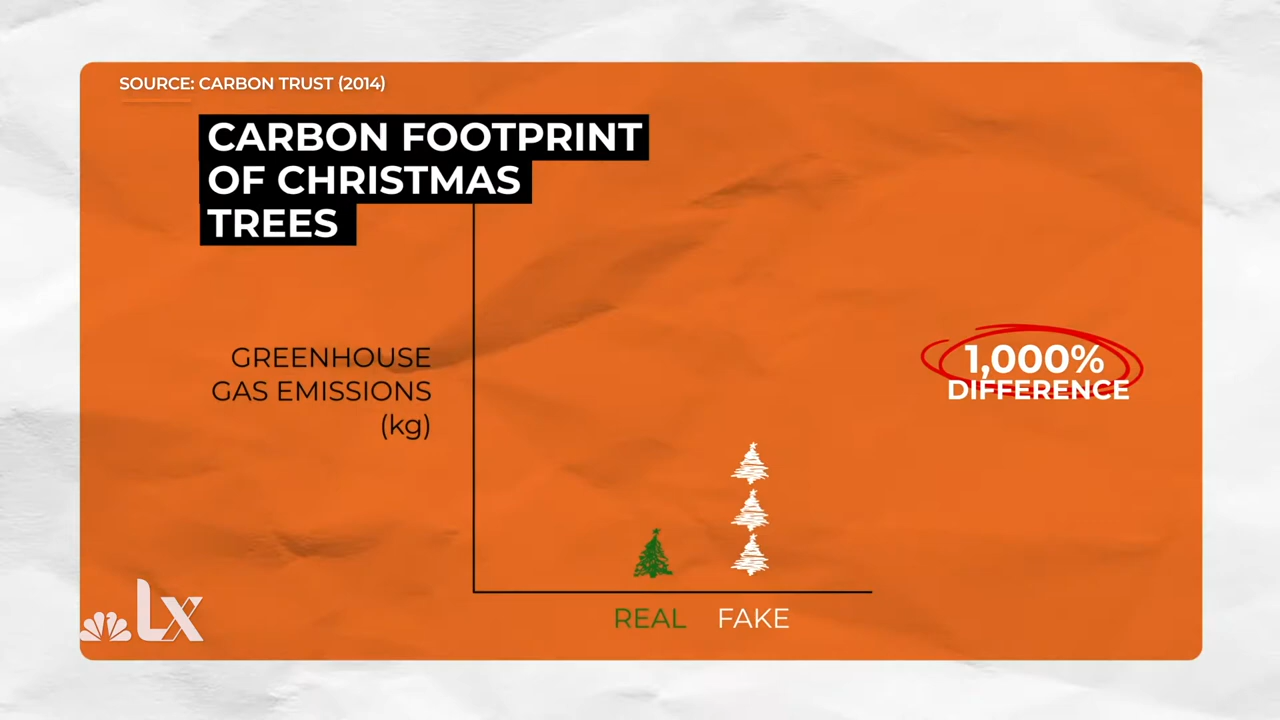 SOURCE: CARBON TRUST (2014)
CARBON FOOTPRINT
OF CHRISTMAS
TREES
GREENHOUSE
GAS EMISSIONS
(kg)
1,000%
DIFFERENCE
REAL
FAKE
LX